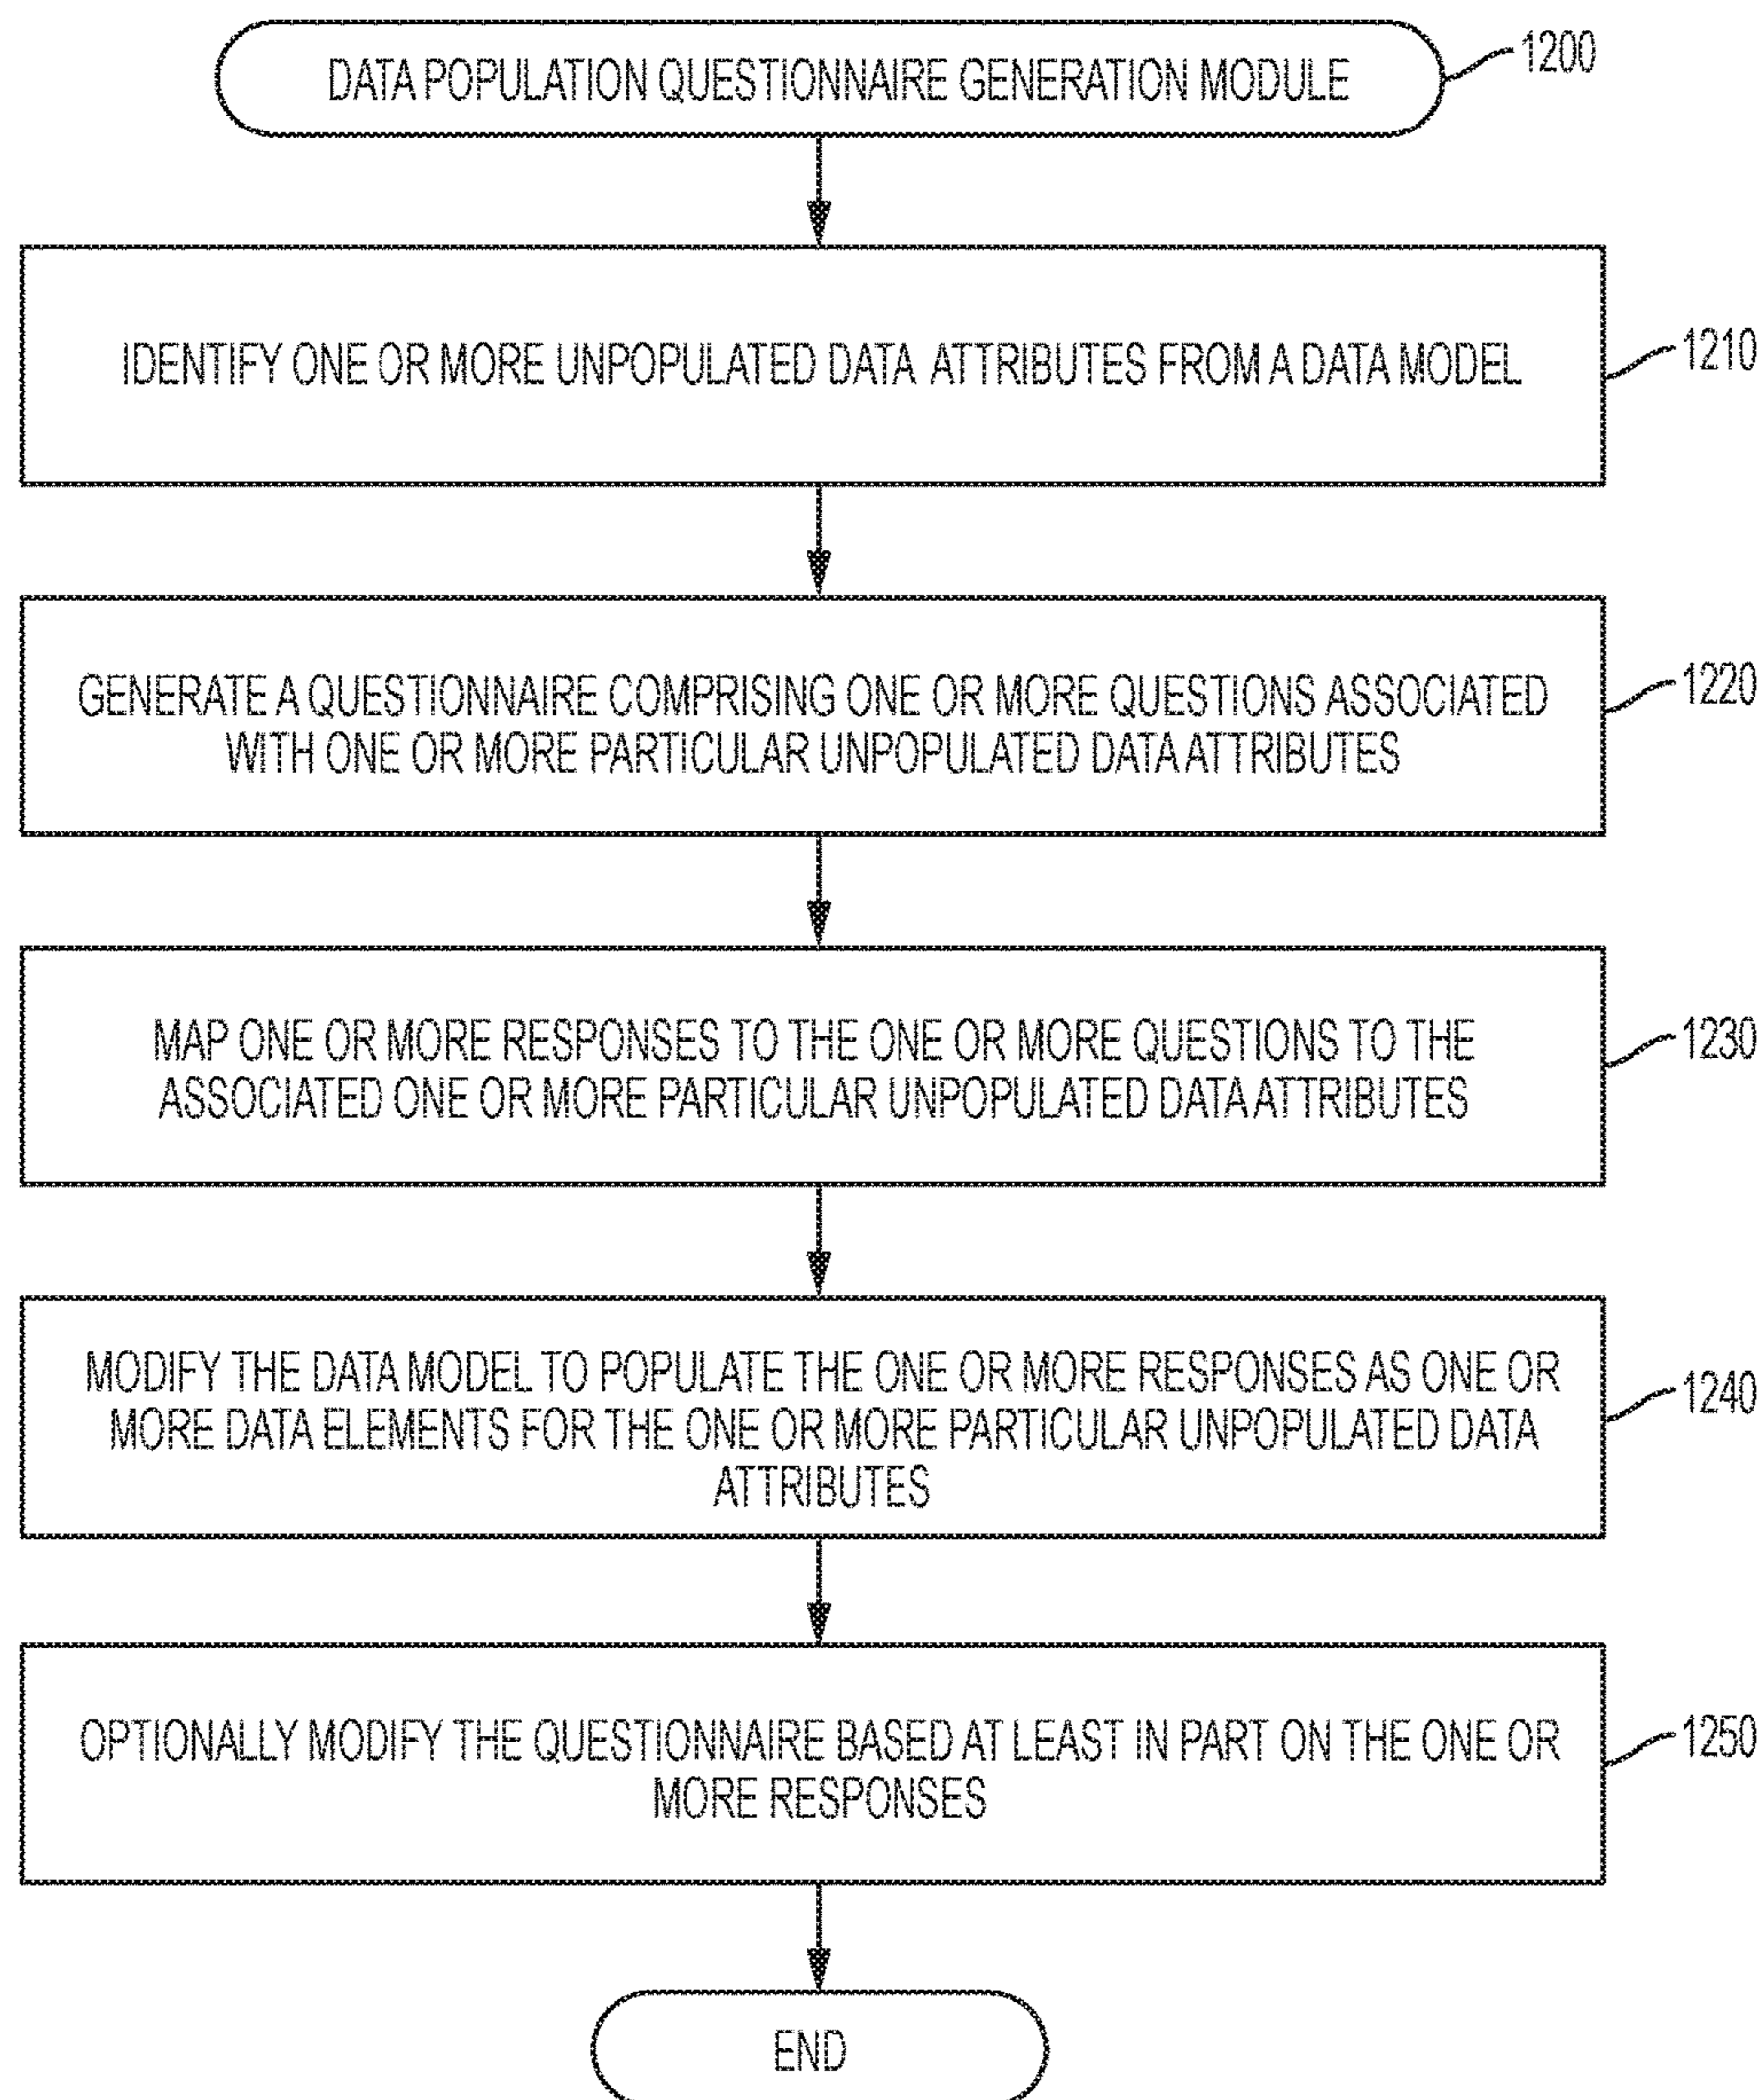 DATA POPULATION QUESTIONNAIRE GENERATION MODULE
1200
IDENTIFY ONE OR MORE UNPOPULATED DATA ATTRIBUTES FROM A DATA MODEL
1210
GENERATE A QUESTIONNAIRE COMPRISING ONE OR MORE QUESTIONS ASSOCIATED
WITH ONE OR MORE PARTICULAR UNPOPULATED DATA ATTRIBUTES
1220
MAP ONE OR MORE RESPONSES TO THE ONE OR MORE QUESTIONS TO THE
ASSOCIATED ONE OR MORE PARTICULAR UNPOPULATED DATA ATTRIBUTES
1230
MODIFY THE DATA MODEL TO POPULATE THE ONE OR MORE RESPONSES AS ONE OR
MORE DATA ELEMENTS FOR THE ONE OR MORE PARTICULAR UNPOPULATED DATA
ATTRIBUTES
1240
OPTIONALLY MODIFY THE QUESTIONNAIRE BASED AT LEAST IN PART ON THE ONE OR
MORE RESPONSES
1250
END